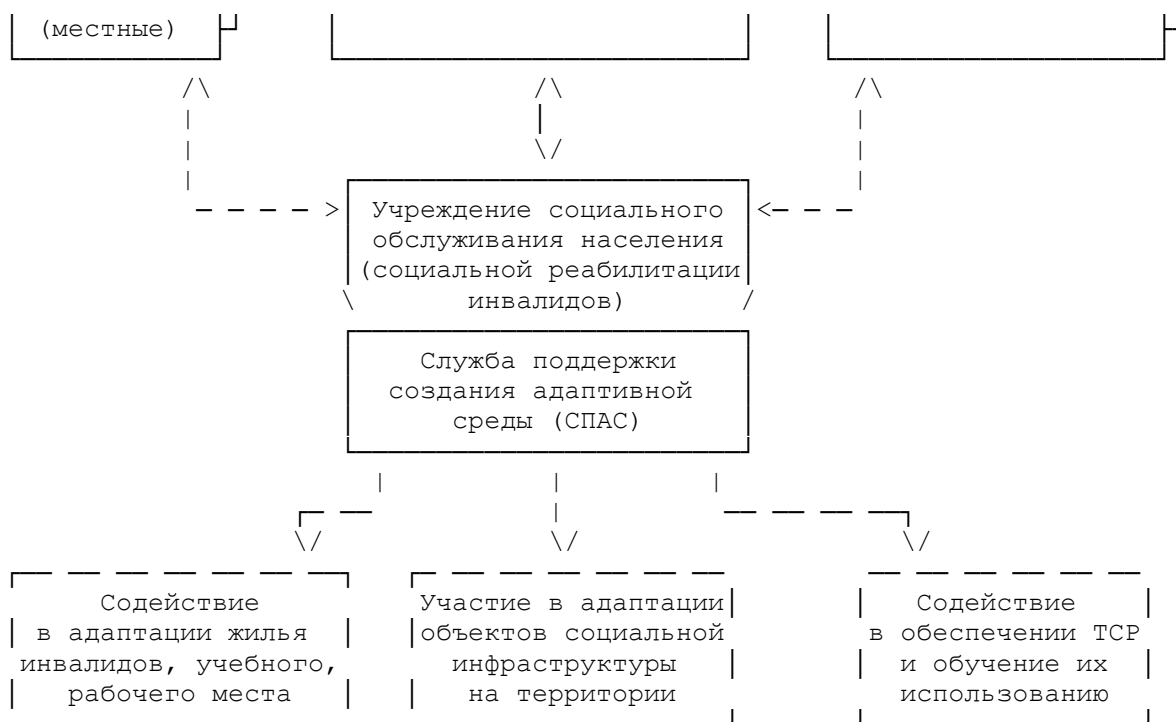 (местные)
Учреждение социального
обслуживания населения
(социальной реабилитации
инвалидов)
Служба поддержки
создания адаптивной
среды (СПАС)
Содействие
в адаптации жилья
инвалидов, учебного,
рабочего места
Участие в адаптации
объектов социальной
инфраструктуры
на территории
Содействие
в обеспечении ТСР
и обучение их
использованию